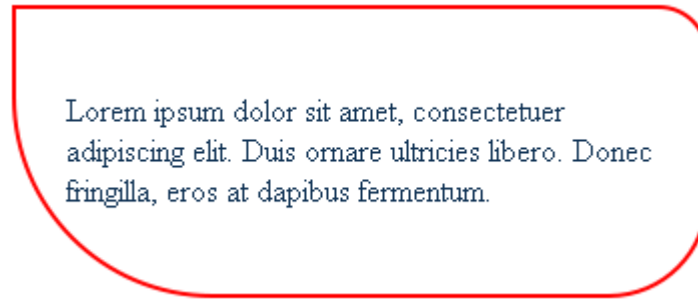 Lorem ipsum dolor sit amet, consectetuer
adipiscing elit. Duis ornare ultricies libero. Donec
fringilla, eros at dapibus fermentum.